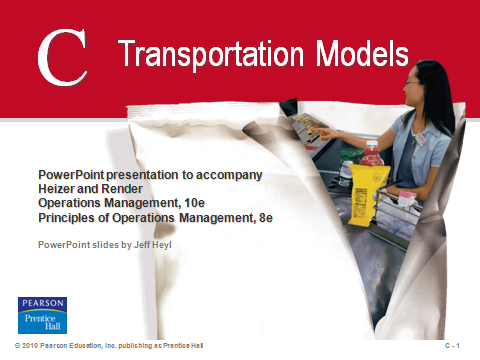 C
Transportation Models
PowerPoint presentation to accompany
Heizer and Render
Operations Management, 10e
Principles of Operations Management, 8e
PowerPoint slides by Jeff Heyl
PEARSON
Prentice
Hall
© 2010 Pearson Education, Inc. publishing as Prentice Hall
C - 1